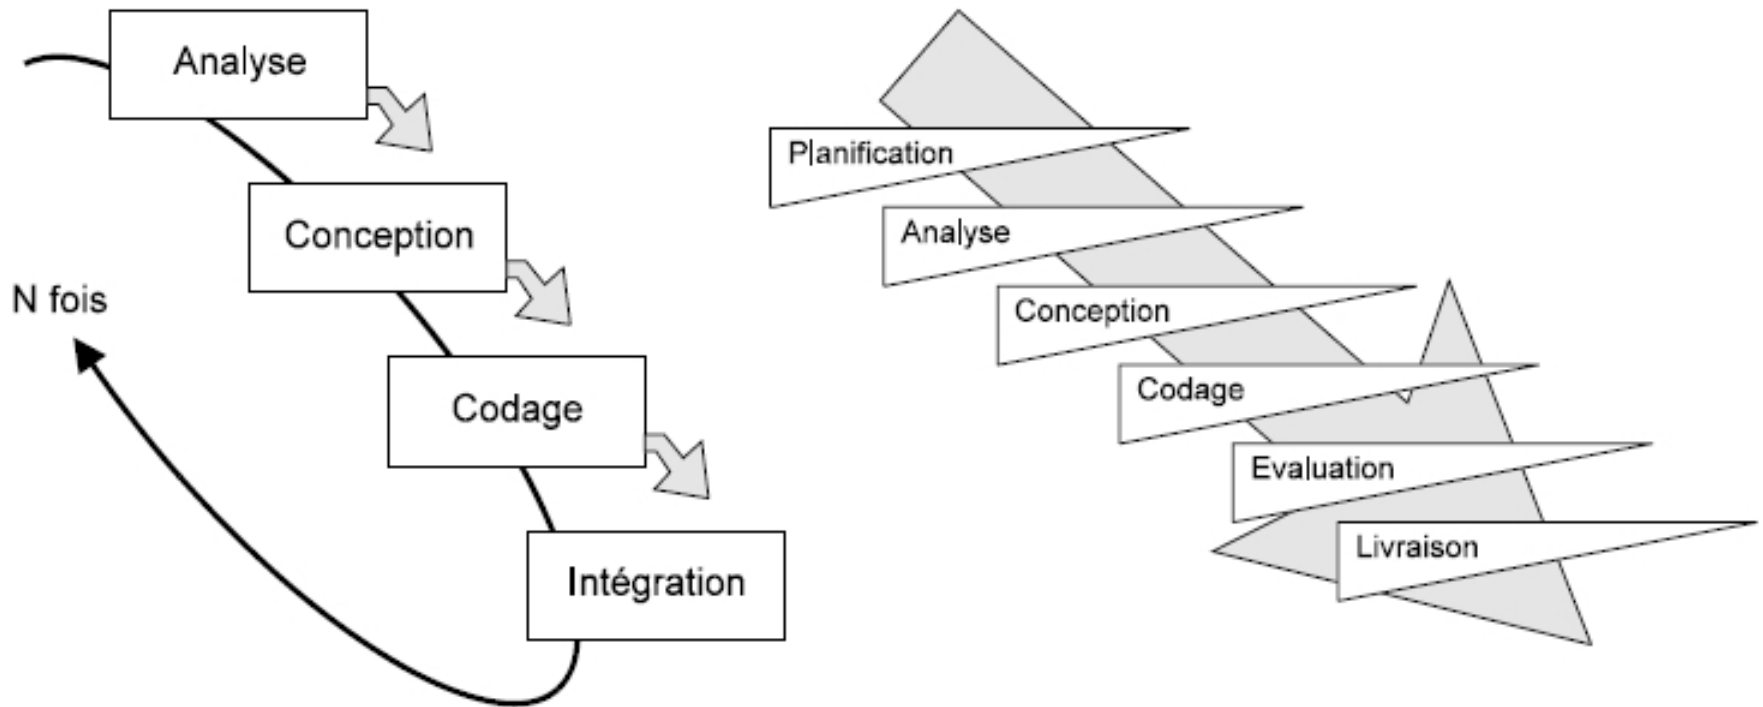 Analyse
Conception
N fois
Codage
Intégration
Planification
Analyse
Conception
Codage
Evaluation
Livraison